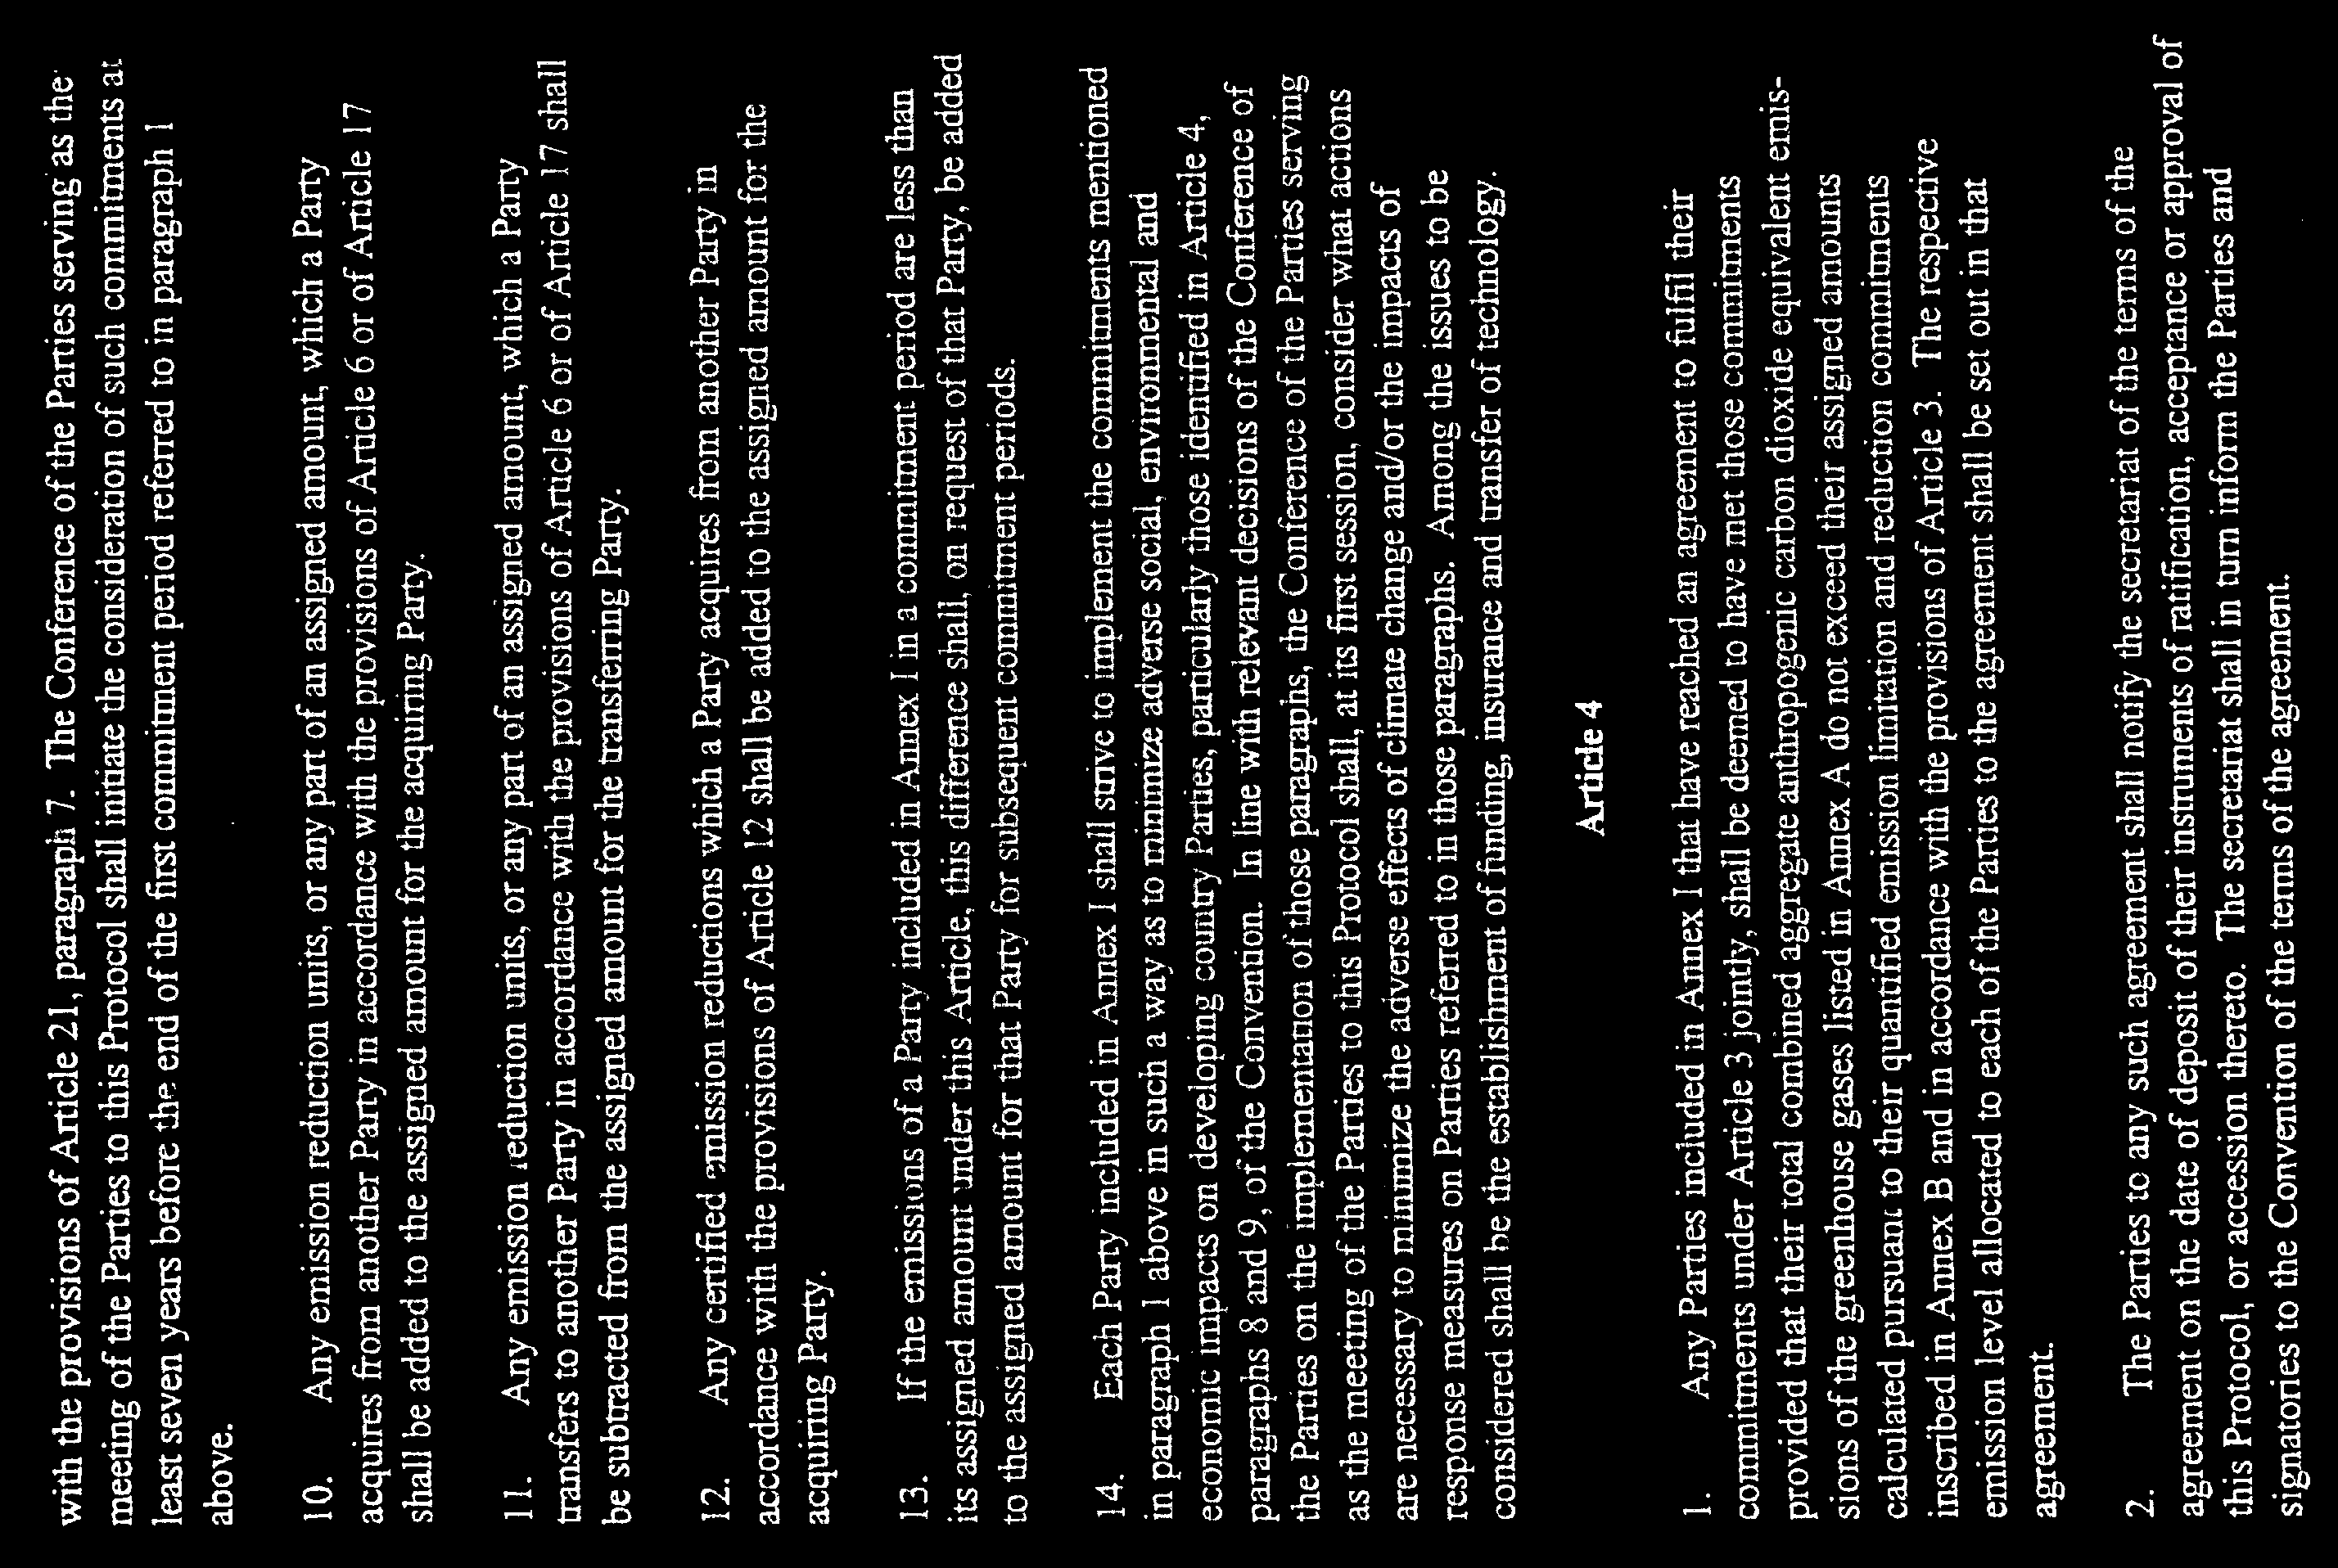 with the provisions of Article 21, paragraph 7. The Conference of the Parties serving as the
meeting of the Parties to this Protocol shall initiate the consideration of such commitments at
least seven years before the end of the first commitment period referred to in paragraph 1
above.
10. Any emission reduction units, or any part of an assigned amount, which a Party
acquires from another Party in accordance with the provisions of Article 6 or of Article 17
shall be added to the assigned amount for the acquiring Party.
11. Any emission reduction units, or any part of an assigned amount, which a Party
transfers to another Party in accordance with the provisions of Article 6 or of Article 17 shall
be subtracted from the assigned amount for the transferring Party.
12. Any certified emission reductions which a Party acquires from another Party in
accordance with the provisions of Article 12 shall be added to the assigned amount for the
acquiring Party.
13. If the emissions of a Party included in Annex I in a commitment period are less than
its assigned amount under this Article, this difference shall, on request of that Party, be added
to the assigned amount for that Party for subsequent commitment periods.
14. Each Party included in Annex I shall strive to implement the commitments mentioned
in paragraph 1 above in such a way as to minimize adverse social, environmental and
economic impacts on developing country Parties, particularly those identified in Article 4,
paragraphs 8 and 9, of the Convention. In line with relevant decisions of the Conference of
the Parties on the implementation of those paragraphs, the Conference of the Parties serving
as the meeting of the Parties to this Protocol shall, at its first session, consider what actions
are necessary to minimize the adverse effects of climate change and/or the impacts of
response measures on Parties referred to in those paragraphs. Among the issues to be
considered shall be the establishment of funding, insurance and transfer of technology.
Article 4
1. Any Parties included in Annex I that have reached an agreement to fulfil their
commitments under Article 3 jointly, shall be deemed to have met those commitments
provided that their total combined aggregate anthropogenic carbon dioxide equivalent emis-
sions of the greenhouse gases listed in Annex A do not exceed their assigned amounts
calculated pursuant to their quantified emission limitation and reduction commitments
inscribed in Annex B and in accordance with the provisions of Article 3. The respective
emission level allocated to each of the Parties to the agreement shall be set out in that
agreement.
2. The Parties to any such agreement shall notify the secretariat of the terms of the
agreement on the date of deposit of their instruments of ratification, acceptance or approval of
this Protocol, or accession thereto. The secretariat shall in turn inform the Parties and
signatories to the Convention of the terms of the agreement.